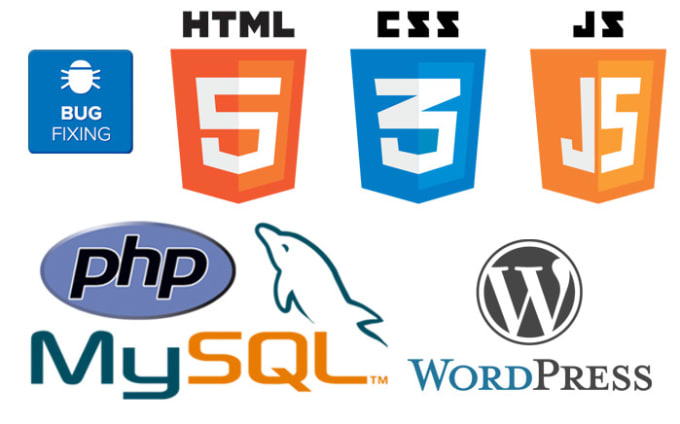 HTML
CSS
JS
BUG
FIXING
5
3
JS
php
MySQL™
W
WORDPRESS